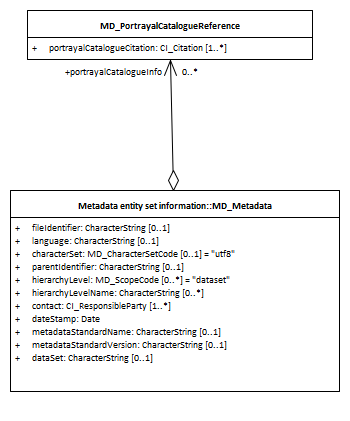 MD_PortrayalCatalogueReference
+ portrayalCatalogueCitation: CI_Citation [1..*]
+portrayalCatalogueInfo 0..*
Metadata entity set information::MD_Metadata
+ fileIdentifier: CharacterString [0..1]
+ language: CharacterString [0..1]
+ characterSet: MD_CharacterSetCode [0..1] = "utf8"
+ parentIdentifier: CharacterString [0..1]
+ hierarchyLevel: MD_ScopeCode [0..*] = "dataset"
+ hierarchyLevelName: CharacterString [0..*]
+ contact: CI_ResponsibleParty [1..*]
+ dateStamp: Date
+ metadataStandardName: CharacterString [0..1]
+ metadataStandardVersion: CharacterString [0..1]
+ dataSet: CharacterString [0..1]